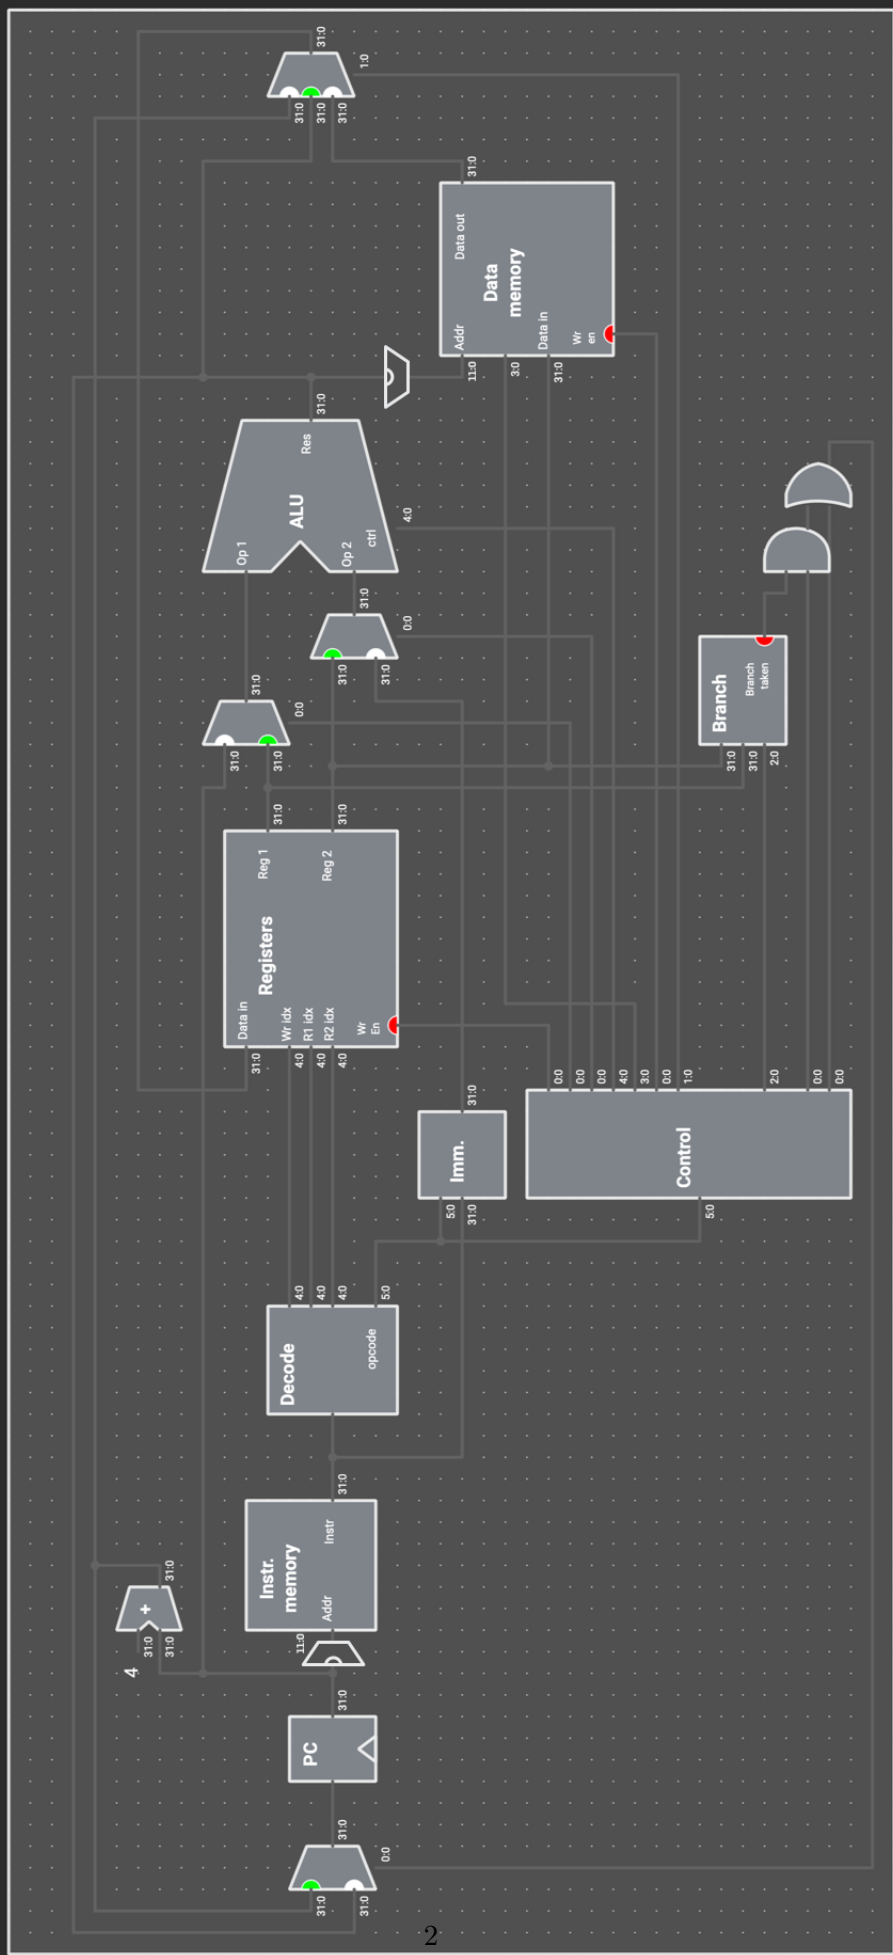 31:0
31:0
31:0
0:0
PC
31:0
4
31:0
31:0
+
31:0
11:0
Addr
Instr.
memory
Instr
31:0
Decode
opcode
4:0
4:0
4:0
5:0
5:0
31:0
Imm.
31:0
5:0
Control
0:0
0:0
0:0
4:0
3:0
0:0
1:0
2:0
0:0
0:0
31:0
4:0
4:0
4:0
Data in
Wr idx
R1 idx
R2 idx
Wr
En
Registers
Reg 1
Reg 2
31:0
31:0
31:0
31:0
31:0
0:0
31:0
31:0
31:0
0:0
Op 1
Op 2
ctrl
ALU
Res
4:0
31:0
31:0
31:0
2:0
Branch
Branch
taken
11:0
3:0
31:0
Addr
Data in
Wr
en
Data
memory
Data out
31:0
31:0
31:0
31:0
31:0
1:0
2